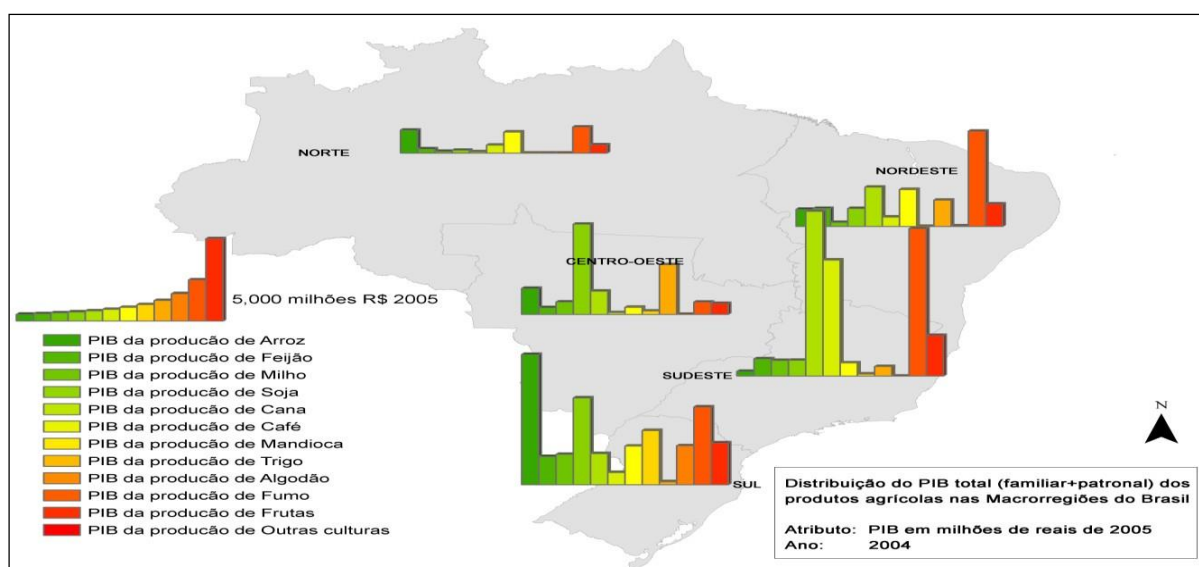 NORTE
NORDESTE
CENTRO-OESTE
SUDESTE
SUL
5,000 milhões R$ 2005
PIB da producão de Arroz
PIB da producão de Feijão
PIB da producão de Milho
PIB da producão de Soja
PIB da producão de Cana
PIB da producão de Café
PIB da producão de Mandioca
PIB da producão de Trigo
PIB da producão de Algodão
PIB da producão de Fumo
PIB da producão de Frutas
PIB da producão de Outras culturas
N
Distribuição do PIB total (familiar+patronal) dos
produtos agrícolas nas Macrorregiões do Brasil
Atributo: PIB em milhões de reais de 2005
Ano: 2004